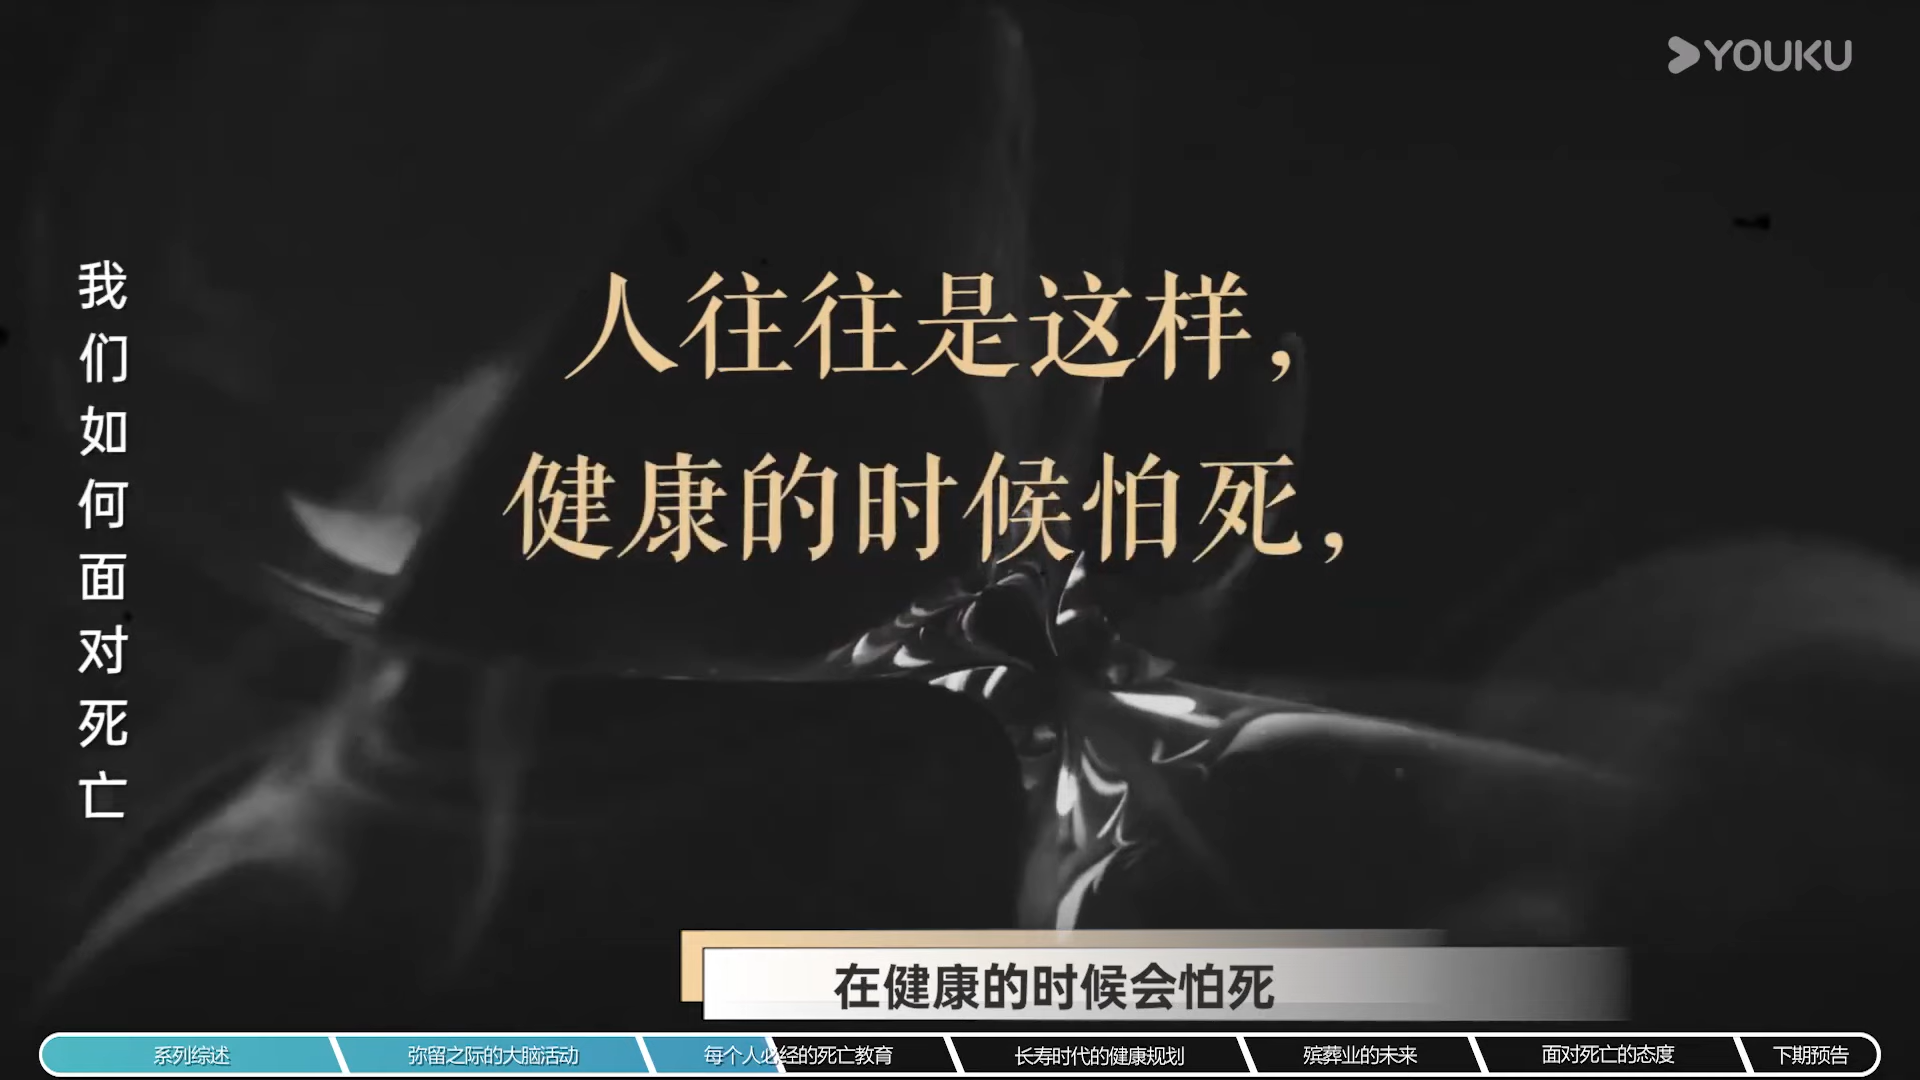 YOUKU
我们如何面对死亡
人往往是这样，
健康的时候怕死，
在健康的时候会怕死
系列综述
弥留之际的大脑活动
每个人必经的死亡教育
长寿时代的健康规划
殡葬业的未来
面对死亡的态度
下期预告